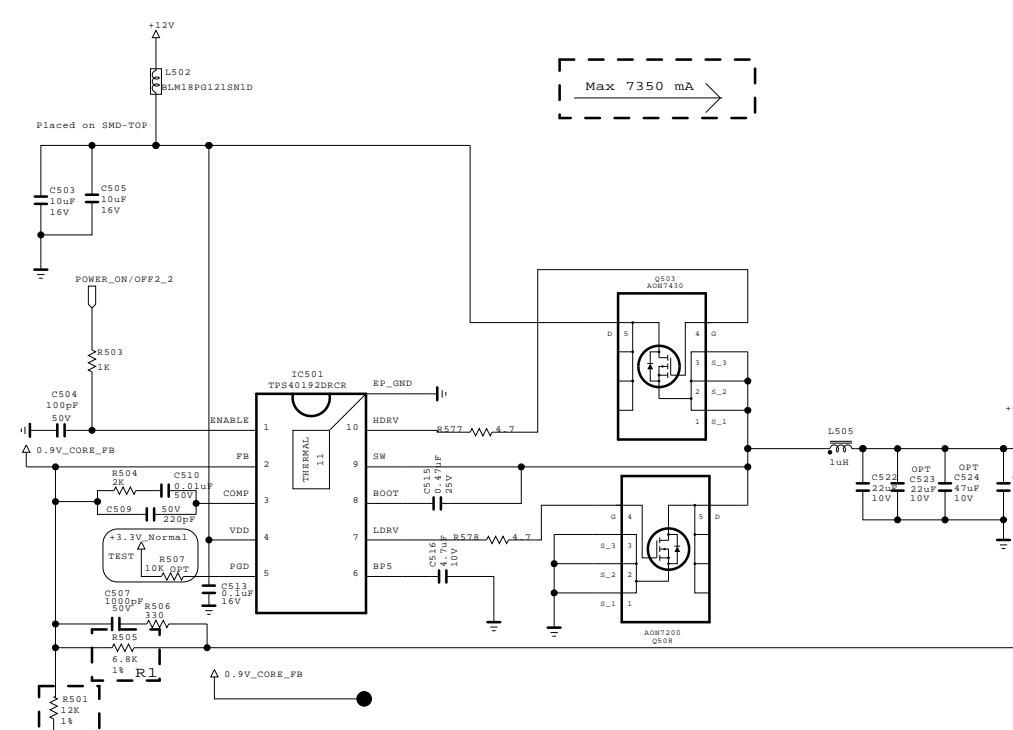 +12V
L502
BLM18PG121SN1D
Max 7350 mA
Placed on SMD-TOP
C503
10uF
16V
C505
10uF
16V
POWER_ON/OFF2_2
R503
1K
C504
100pF
50V
0.9V_CORE_FB
IC501
TPS40192DRCR
EP_GND
ENABLE
1
FB
2
COMP
3
VDD
4
PGD
5
THERMAL
11
10
HDRV
9
SW
8
BOOT
7
LDRV
6
BP5
R577
4.7
C515
0.47uF
25V
R578
4.7
C516
4.7uF
10V
R504
2K
C510
0.01uF
50V
C509
50V
220pF
+3.3V_Normal
TEST
R507
10K
OPT
C513
0.1uF
16V
C507
1000pF
50V
R506
330
R505
6.8K
1%
R1
R501
12K
1%
0.9V_CORE_FB
Q503
AON7430
D
5
4
G
3
S_3
2
S_2
1
S_1
G
4
5
D
S_3
3
S_2
2
S_1
1
AON7200
Q508
L505
1uH
C522
22uF
10V
OPT
C523
22uF
10V
OPT
C524
47uF
10V